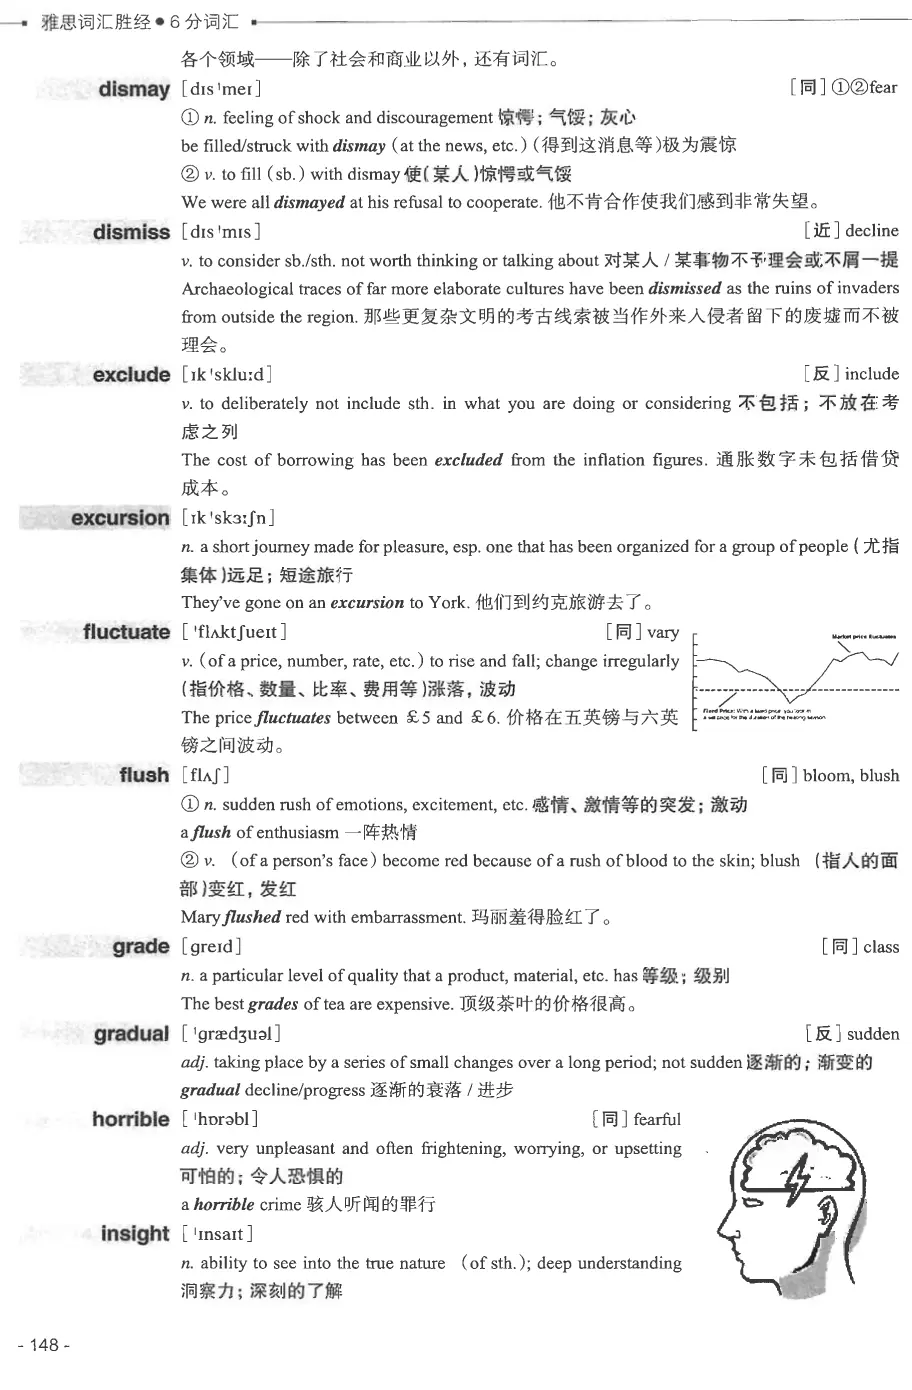 雅思词汇胜经●6分词汇
各个领域——除了社会和商业以外，还有词汇。
dismay [dɪsˈmeɪ] [同]①②fear
① n. feeling of shock and discouragement 惊愕；气馁；灰心
be filled/struck with dismay (at the news, etc.) (得到这消息等)极为震惊
② v. to fill (sb.) with dismay 使(某人)惊愕或气馁
We were all dismayed at his refusal to cooperate. 他不肯合作使我们感到非常失望。
dismiss [dɪsˈmɪs] [近] decline
v. to consider sb./sth. not worth thinking or talking about 对某人/某事物不予理会或不屑一提
Archaeological traces of far more elaborate cultures have been dismissed as the ruins of invaders
from outside the region. 那些更复杂文明的考古线索被当作外来入侵者留下的废墟而不被
理会。
exclude [ɪkˈskluːd] [反] include
v. to deliberately not include sth. in what you are doing or considering 不包括；不放在考
虑之列
The cost of borrowing has been excluded from the inflation figures. 通胀数字未包括借贷
成本。
excursion [ɪkˈskɜːʃn]
n. a short journey made for pleasure, esp. one that has been organized for a group of people (尤指
集体)远足；短途旅行
They've gone on an excursion to York. 他们到约克旅游去了。
fluctuate [ˈflʌktʃueɪt] [同] vary
v. (of a price, number, rate, etc.) to rise and fall; change irregularly
(指价格、数量、比率、费用等)涨落，波动
The price fluctuates between £5 and £6. 价格在五英镑与六英
镑之间波动。
Market price fluctuates
Fixed Price: With a fixed price you lock in
a set price for the duration of the heating season
flush [flʌʃ] [同] bloom, blush
① n. sudden rush of emotions, excitement, etc. 感情、激情等的突发；激动
a flush of enthusiasm 一阵热情
② v. (of a person's face) become red because of a rush of blood to the skin; blush (指人的面
部)变红，发红
Mary flushed red with embarrassment. 玛丽羞得脸红了。
grade [ɡreɪd] [同] class
n. a particular level of quality that a product, material, etc. has 等级；级别
The best grades of tea are expensive. 顶级茶叶的价格很高。
gradual [ˈɡrædʒuəl] [反] sudden
adj. taking place by a series of small changes over a long period; not sudden 逐渐的；渐变的
gradual decline/progress 逐渐的衰落/进步
horrible [ˈhɒrəbl] [同] fearful
adj. very unpleasant and often frightening, worrying, or upsetting
可怕的；令人恐惧的
a horrible crime 骇人听闻的罪行
insight [ˈɪnsaɪt]
n. ability to see into the true nature (of sth.); deep understanding
洞察力；深刻的了解
- 148 -